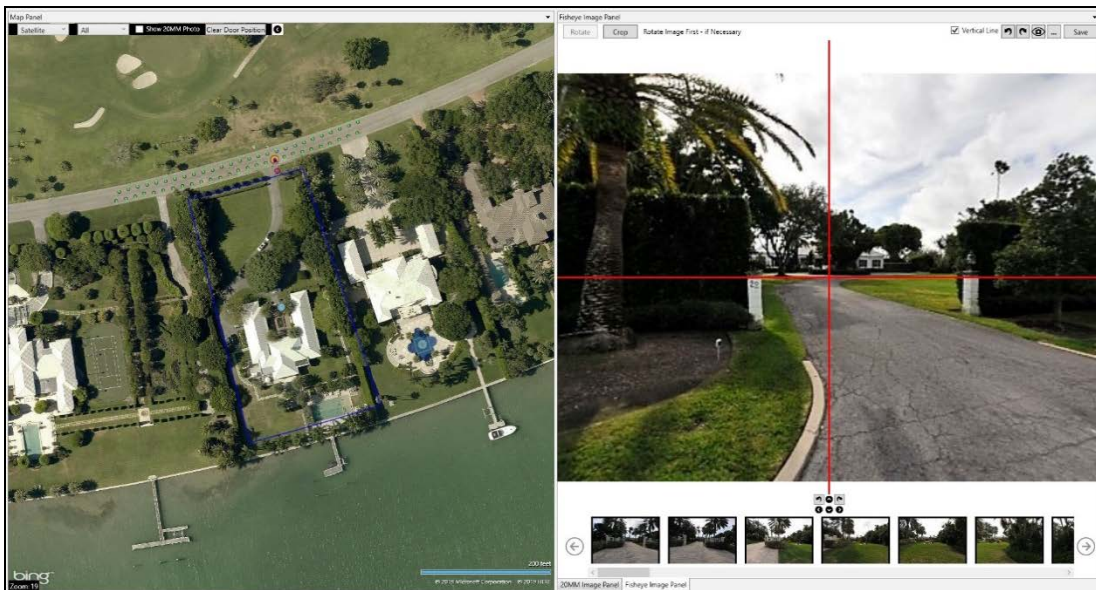 Map Panel
Satellite
All
Show 20MM Photo
Clear Door Position
200 feet
bing
Zoom 19
Fisheye Image Panel
Rotate
Crop
Rotate Image First - if Necessary
Vertical Line
...
Save
20MM Image Panel
Fisheye Image Panel